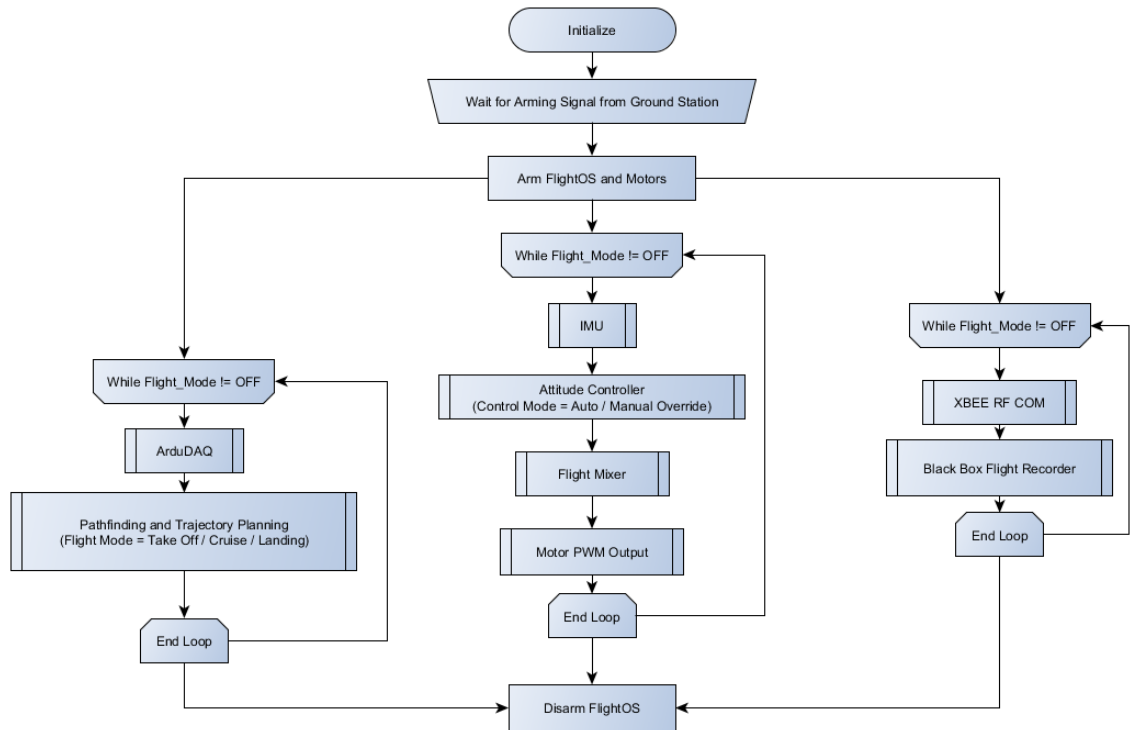 Initialize
Wait for Arming Signal from Ground Station
Arm FlightOS and Motors
While Flight_Mode != OFF
ArduDAQ
Pathfinding and Trajectory Planning
(Flight Mode = Take Off / Cruise / Landing)
End Loop
While Flight_Mode != OFF
IMU
Attitude Controller
(Control Mode = Auto / Manual Override)
Flight Mixer
Motor PWM Output
End Loop
While Flight_Mode != OFF
XBEE RF COM
Black Box Flight Recorder
End Loop
Disarm FlightOS